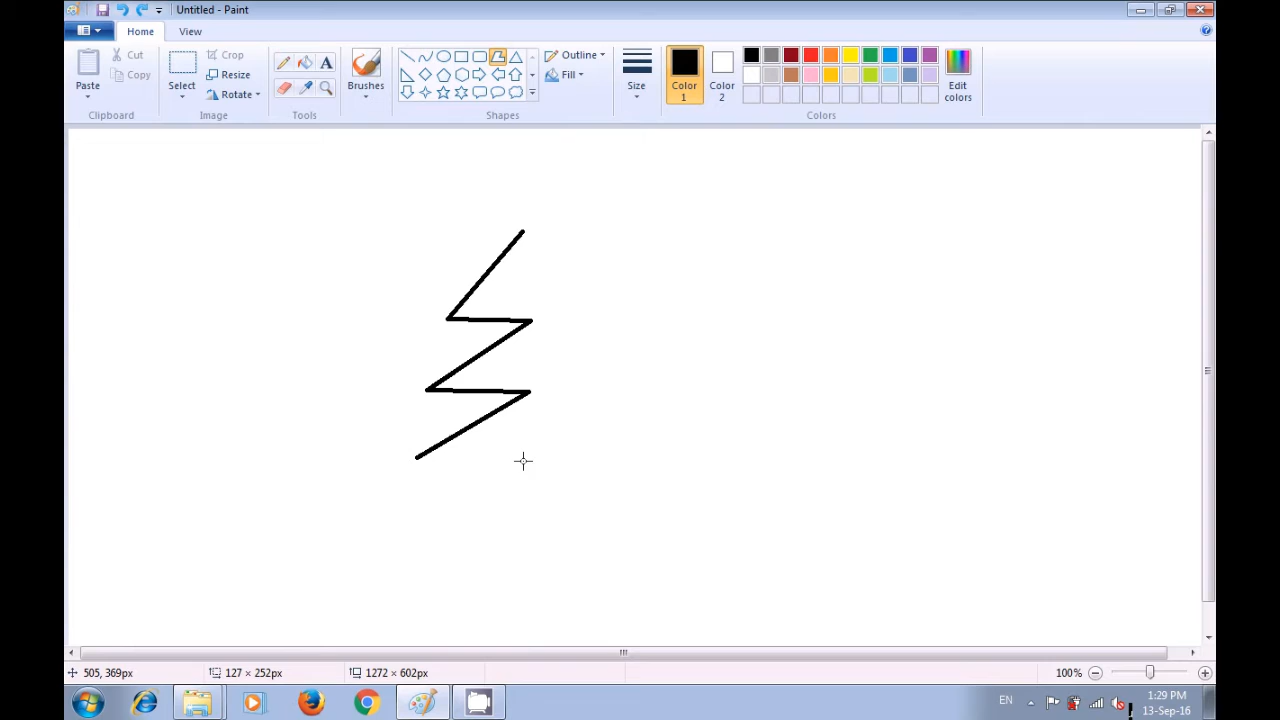 Untitled - Paint
Home View
Paste
Cut
Copy
Clipboard
Select
Crop
Resize
Rotate
Image
A
Tools
Brushes
Shapes
Outline
Fill
Size
Color 1
Color 2
Edit colors
Colors
505, 369px 127 × 252px 1272 × 602px 100%
EN 1:29 PM
13-Sep-16